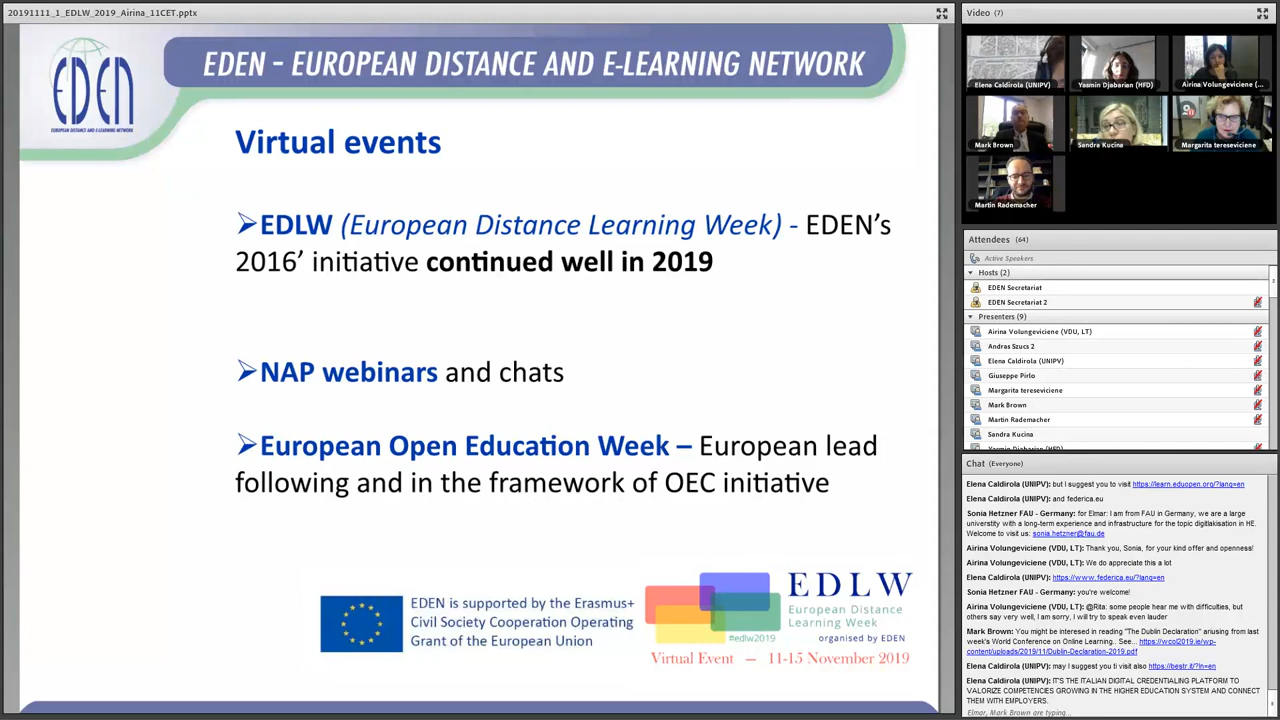 20191111_1_EDLW_2019_Airina_11CET.pptx
EDEN
EUROPEAN DISTANCE AND E-LEARNING NETWORK
EDEN - EUROPEAN DISTANCE AND E-LEARNING NETWORK
Virtual events
➢EDLW (European Distance Learning Week) - EDEN’s
2016’ initiative continued well in 2019
➢NAP webinars and chats
➢European Open Education Week – European lead
following and in the framework of OEC initiative
EDEN is supported by the Erasmus+
Civil Society Cooperation Operating
Grant of the European Union
EDLW
European Distance
Learning Week
#edlw2019
organised by EDEN
Virtual Event — 11-15 November 2019
Video (7)
Elena Caldirola (UNIPV)
Yasmin Djabarian (HFD)
Airina Volungeviciene (...
Mark Brown
Sandra Kucina
Margarita tereseviciene
Martin Rademacher
Attendees (64)
Active Speakers
Hosts (2)
EDEN Secretariat
EDEN Secretariat 2
Presenters (9)
Airina Volungeviciene (VDU, LT)
Andras Szucs 2
Elena Caldirola (UNIPV)
Giuseppe Pirlo
Margarita tereseviciene
Mark Brown
Martin Rademacher
Sandra Kucina
Yasmin Djabarian (HFD)
Chat (Everyone)
Elena Caldirola (UNIPV): but I suggest you to visit https://learn.eduopen.org/?lang=en
Elena Caldirola (UNIPV): and federica.eu
Sonia Hetzner FAU - Germany: for Elmar: I am from FAU in Germany, we are a large
universtity with a long-term experience and infrastructure for the topic digitlakisation in HE.
Welcome to visit us: sonia.hetzner@fau.de
Airina Volungeviciene (VDU, LT): Thank you, Sonia, for your kind offer and openness!
Airina Volungeviciene (VDU, LT): We do appreciate this a lot
Elena Caldirola (UNIPV): https://www.federica.eu/?lang=en
Sonia Hetzner FAU - Germany: you're welcome!
Airina Volungeviciene (VDU, LT): @Rita: some people hear me with difficulties, but
others say very well, I am sorry, I will try to speak even lauder
Mark Brown: You might be interised in reading "The Dublin Declaration" ariusing from last
week's World Conference on Online Learning.. See... https://wcol2019.ie/wp-
content/uploads/2019/11/Dublin-Declaration-2019.pdf
Elena Caldirola (UNIPV): may I suggest you ti visit also https://bestr.it/?ln=en
Elena Caldirola (UNIPV): IT'S THE ITALIAN DIGITAL CREDENTIALING PLATFORM TO
VALORIZE COMPETENCIES GROWING IN THE HIGHER EDUCATION SYSTEM AND CONNECT
THEM WITH EMPLOYERS.
Elmar, Mark Brown are typing...